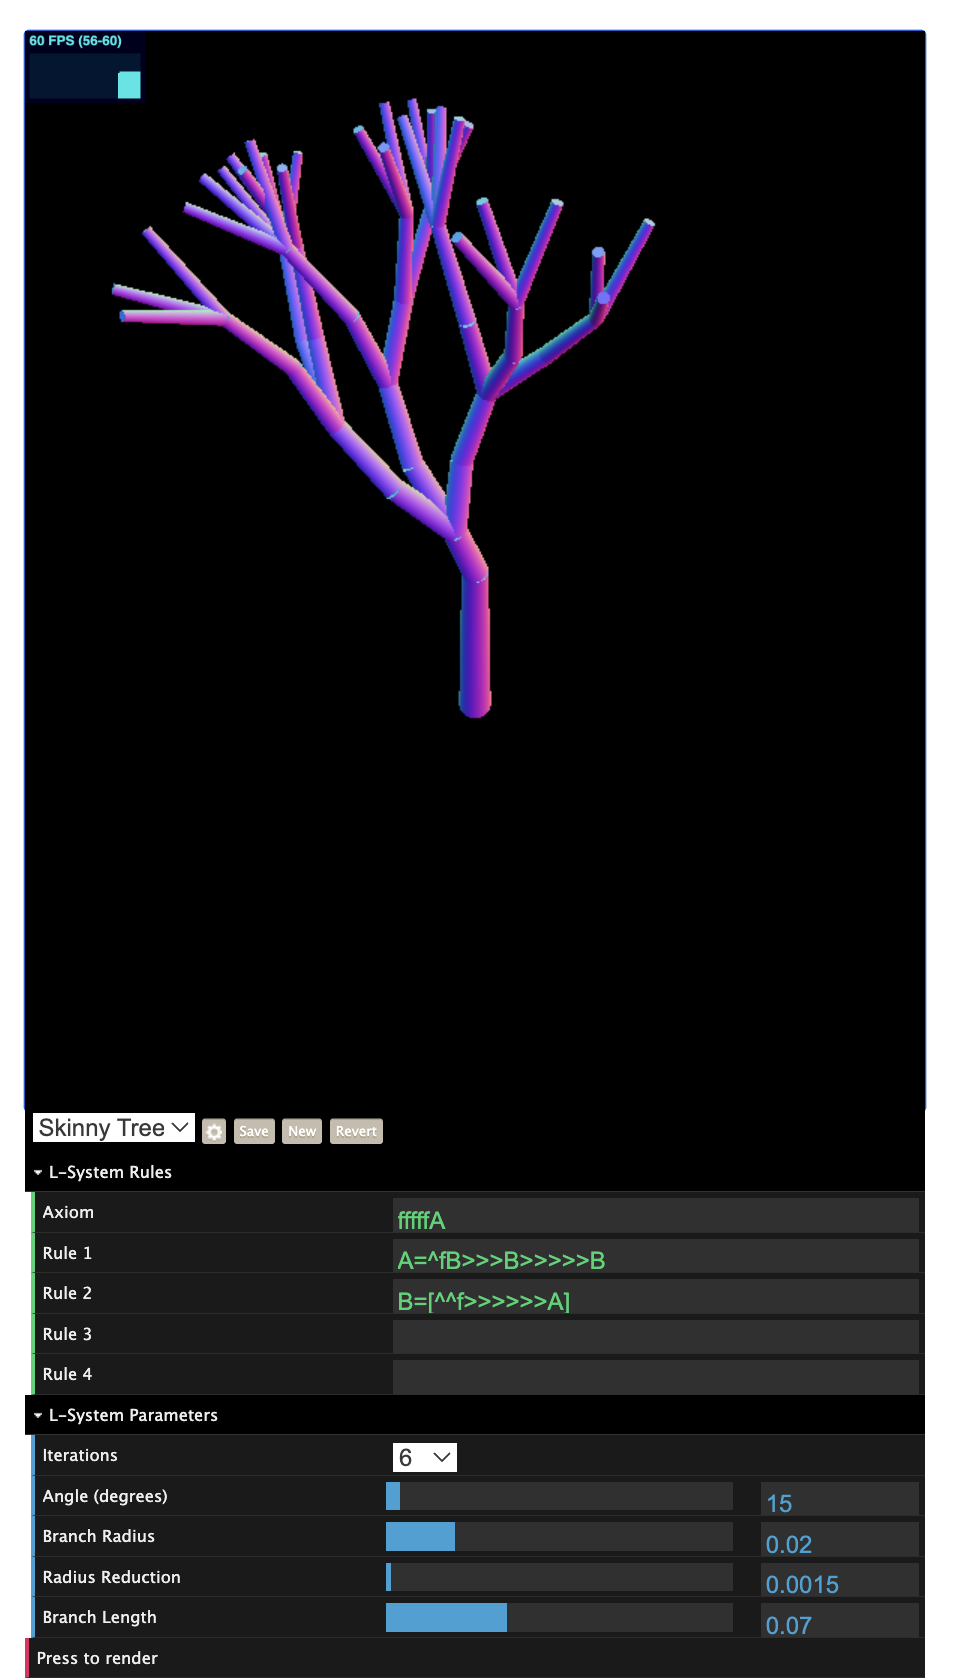 60 FPS (56-60)
Skinny Tree Save New Revert
L-System Rules
Axiom fffffA
Rule 1 A=^fB>>>B>>>>>B
Rule 2 B=[^^f>>>>>>A]
Rule 3
Rule 4
L-System Parameters
Iterations 6
Angle (degrees) 15
Branch Radius 0.02
Radius Reduction 0.0015
Branch Length 0.07
Press to render